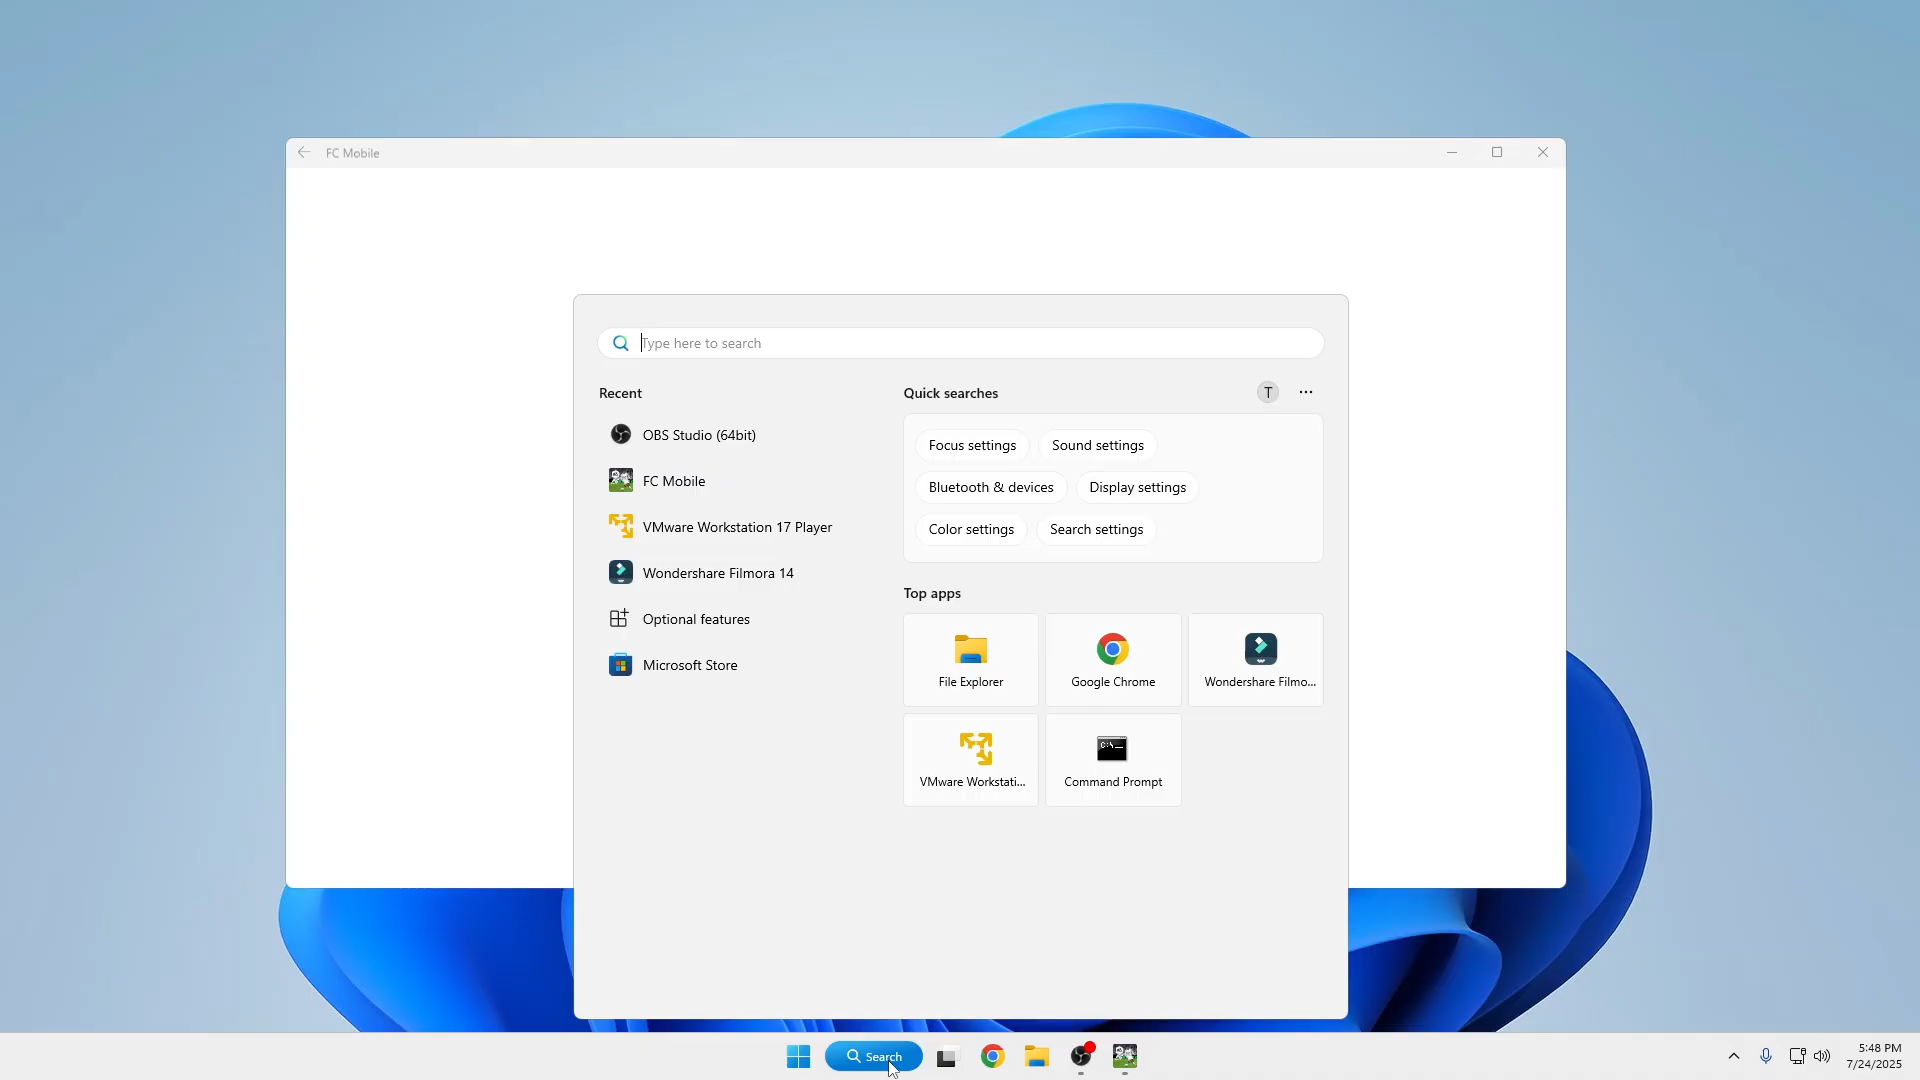 FC Mobile
Type here to search
Recent
OBS Studio (64bit)
FC Mobile
VMware Workstation 17 Player
Wondershare Filmora 14
Optional features
Microsoft Store
Quick searches
T
Focus settings
Sound settings
Bluetooth & devices
Display settings
Color settings
Search settings
Top apps
File Explorer
Google Chrome
Wondershare Filmo...
VMware Workstati...
C:\_
Command Prompt
Search
5:48 PM
7/24/2025